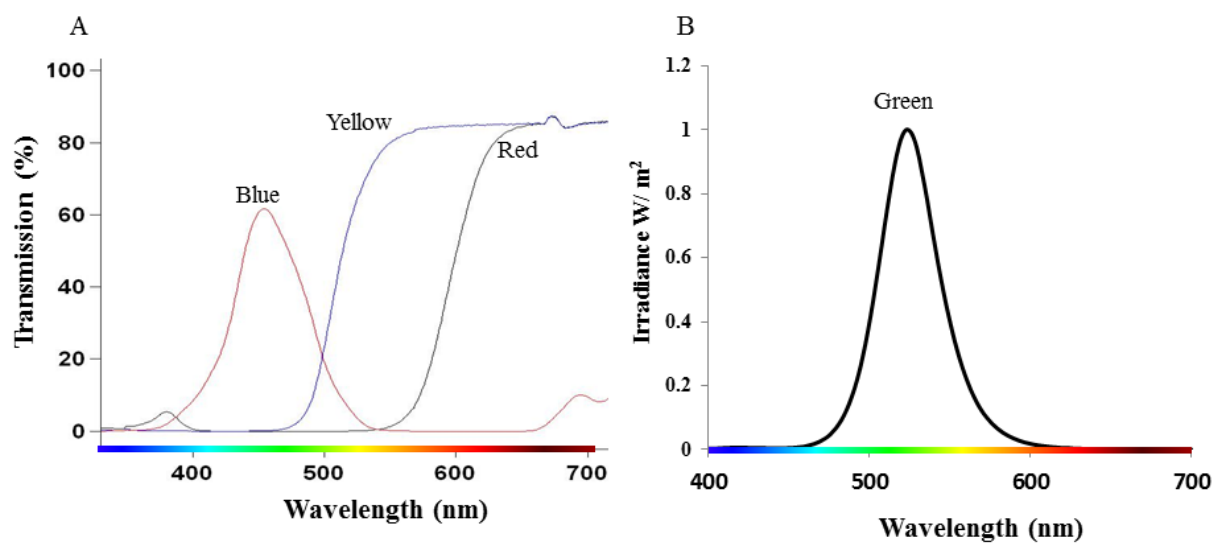 A
Transmission (%)
100
80
60
40
20
0
Blue
Yellow
Red
400
500
600
700
Wavelength (nm)
B
Irradiance W/ m²
1.2
1
0.8
0.6
0.4
0.2
0
Green
400
500
600
700
Wavelength (nm)